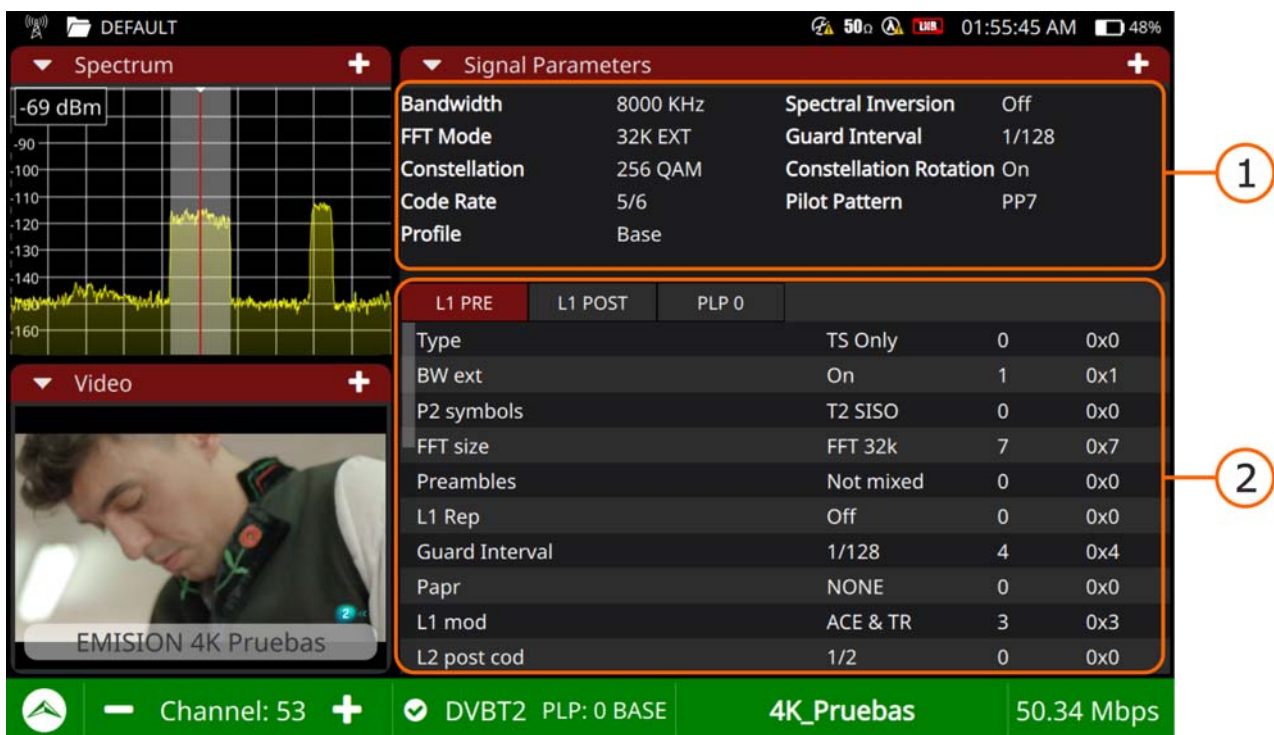 DEFAULT
50Ω LNB 01:55:45 AM 48%
Spectrum +
-69 dBm
-90
-100
-110
-120
-130
-140
-160
Video +
2
EMISION 4K Pruebas
Signal Parameters +
Bandwidth 8000 KHz Spectral Inversion Off
FFT Mode 32K EXT Guard Interval 1/128
Constellation 256 QAM Constellation Rotation On
Code Rate 5/6 Pilot Pattern PP7
Profile Base
1
L1 PRE L1 POST PLP 0
Type TS Only 0 0x0
BW ext On 1 0x1
P2 symbols T2 SISO 0 0x0
FFT size FFT 32k 7 0x7
Preambles Not mixed 0 0x0
L1 Rep Off 0 0x0
Guard Interval 1/128 4 0x4
Papr NONE 0 0x0
L1 mod ACE & TR 3 0x3
L2 post cod 1/2 0 0x0
2
− Channel: 53 + DVBT2 PLP: 0 BASE 4K_Pruebas 50.34 Mbps